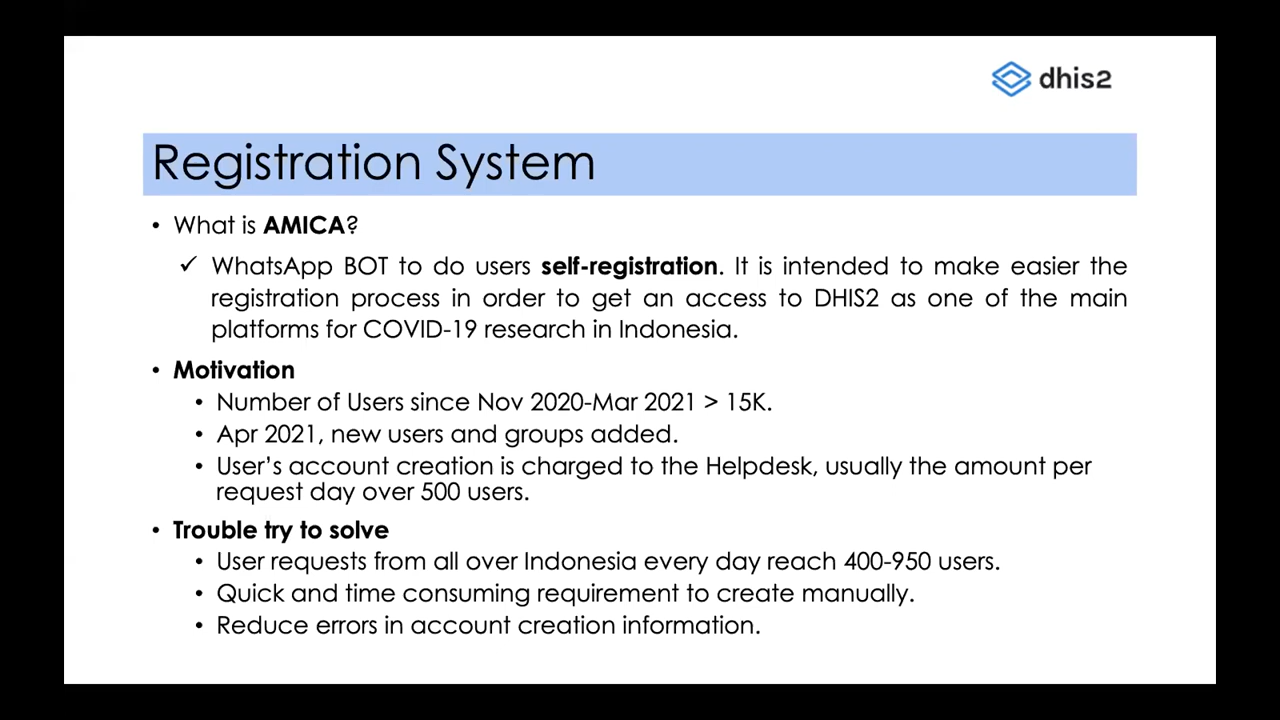 dhis2
Registration System
• What is AMICA?
✓ WhatsApp BOT to do users self-registration. It is intended to make easier the
registration process in order to get an access to DHIS2 as one of the main
platforms for COVID-19 research in Indonesia.
• Motivation
• Number of Users since Nov 2020-Mar 2021 > 15K.
• Apr 2021, new users and groups added.
• User’s account creation is charged to the Helpdesk, usually the amount per
request day over 500 users.
• Trouble try to solve
• User requests from all over Indonesia every day reach 400-950 users.
• Quick and time consuming requirement to create manually.
• Reduce errors in account creation information.